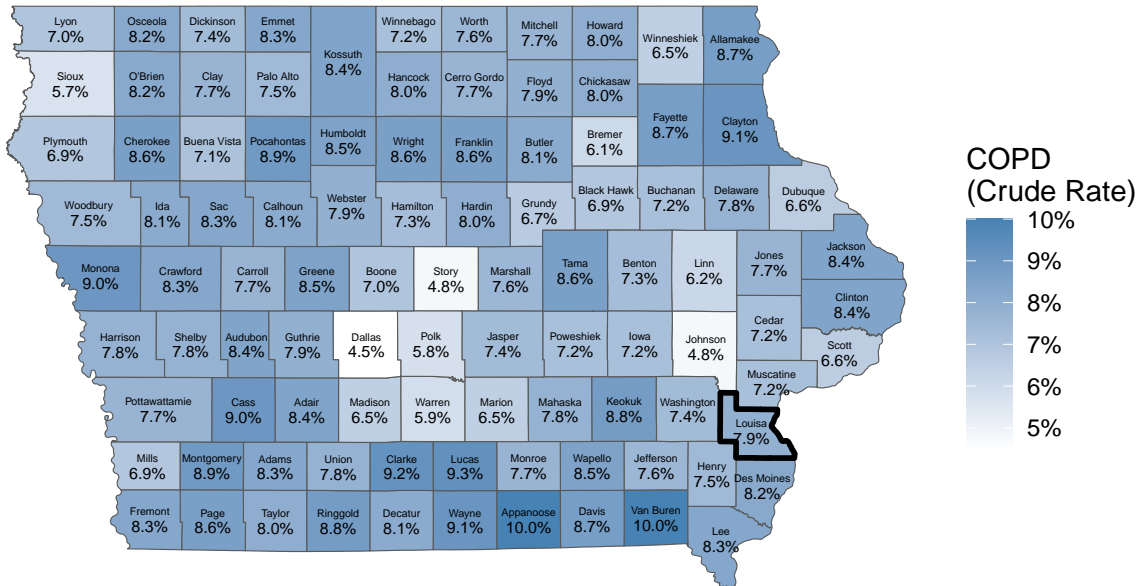 Lyon
7.0%
Osceola
8.2%
Dickinson
7.4%
Emmet
8.3%
Kossuth
8.4%
Winnebago
7.2%
Worth
7.6%
Mitchell
7.7%
Howard
8.0%
Winneshiek
6.5%
Allamakee
8.7%
Sioux
5.7%
O'Brien
8.2%
Clay
7.7%
Palo Alto
7.5%
Hancock
8.0%
Cerro Gordo
7.7%
Floyd
7.9%
Chickasaw
8.0%
Fayette
8.7%
Clayton
9.1%
Plymouth
6.9%
Cherokee
8.6%
Buena Vista
7.1%
Pocahontas
8.9%
Humboldt
8.5%
Wright
8.6%
Franklin
8.6%
Butler
8.1%
Bremer
6.1%
Woodbury
7.5%
Ida
8.1%
Sac
8.3%
Calhoun
8.1%
Webster
7.9%
Hamilton
7.3%
Hardin
8.0%
Grundy
6.7%
Black Hawk
6.9%
Buchanan
7.2%
Delaware
7.8%
Dubuque
6.6%
Monona
9.0%
Crawford
8.3%
Carroll
7.7%
Greene
8.5%
Boone
7.0%
Story
4.8%
Marshall
7.6%
Tama
8.6%
Benton
7.3%
Linn
6.2%
Jones
7.7%
Jackson
8.4%
Clinton
8.4%
Harrison
7.8%
Shelby
7.8%
Audubon
8.4%
Guthrie
7.9%
Dallas
4.5%
Polk
5.8%
Jasper
7.4%
Poweshiek
7.2%
Iowa
7.2%
Johnson
4.8%
Cedar
7.2%
Scott
6.6%
Muscatine
7.2%
Pottawattamie
7.7%
Cass
9.0%
Adair
8.4%
Madison
6.5%
Warren
5.9%
Marion
6.5%
Mahaska
7.8%
Keokuk
8.8%
Washington
7.4%
Louisa
7.9%
Mills
6.9%
Montgomery
8.9%
Adams
8.3%
Union
7.8%
Clarke
9.2%
Lucas
9.3%
Monroe
7.7%
Wapello
8.5%
Jefferson
7.6%
Henry
7.5%
Des Moines
8.2%
Fremont
8.3%
Page
8.6%
Taylor
8.0%
Ringgold
8.8%
Decatur
8.1%
Wayne
9.1%
Appanoose
10.0%
Davis
8.7%
Van Buren
10.0%
Lee
8.3%
COPD
(Crude Rate)
10%
9%
8%
7%
6%
5%